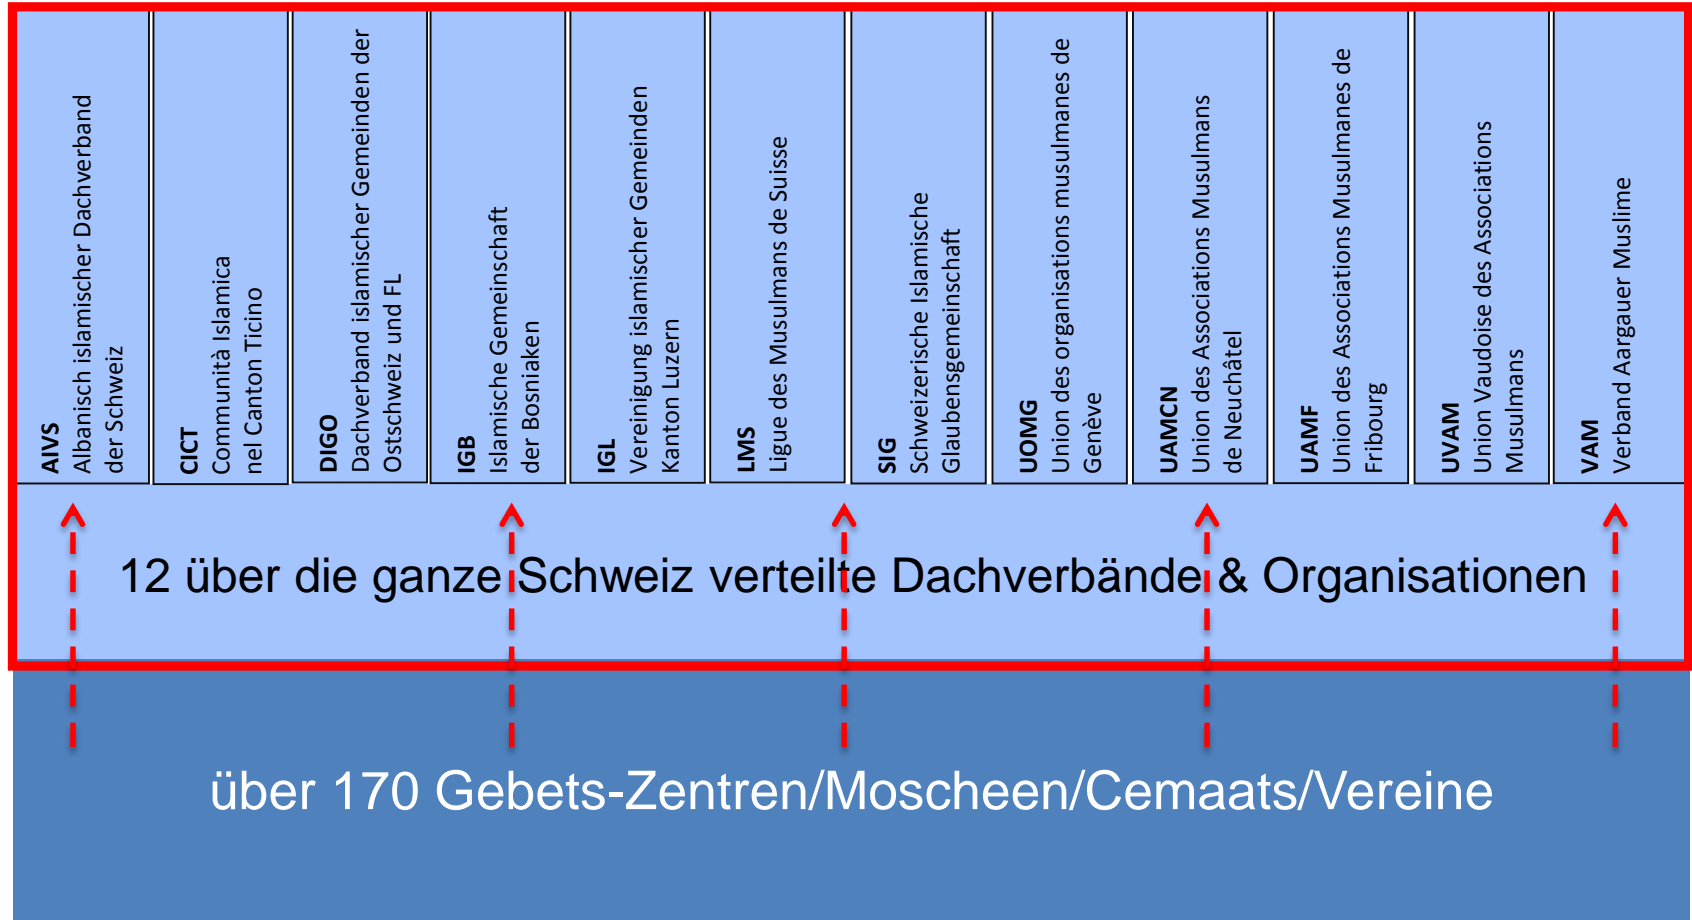 AIVS
Albanisch islamischer Dachverband
der Schweiz
CICT
Communità Islamica
nel Canton Ticino
DIGO
Dachverband islamischer Gemeinden der
Ostschweiz und FL
IGB
Islamische Gemeinschaft
der Bosniaken
IGL
Vereinigung islamischer Gemeinden
Kanton Luzern
LMS
Ligue des Musulmans de Suisse
SIG
Schweizerische Islamische
Glaubensgemeinschaft
UOMG
Union des organisations musulmanes de
Genève
UAMCN
Union des Associations Musulmans
de Neuchâtel
UAMF
Union des Associations Musulmanes de
Fribourg
UVAM
Union Vaudoise des Associations
Musulmans
VAM
Verband Aargauer Muslime
12 über die ganze Schweiz verteilte Dachverbände & Organisationen
über 170 Gebets-Zentren/Moscheen/Cemaats/Vereine